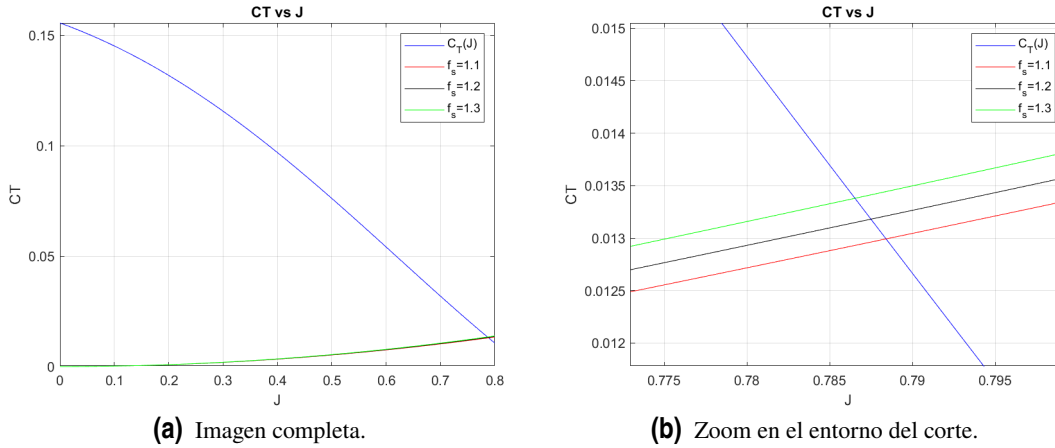 CT vs J
0.15
0.1
0.05
0
CT
0 0.1 0.2 0.3 0.4 0.5 0.6 0.7 0.8
J
C_T(J)
f_s=1.1
f_s=1.2
f_s=1.3
(a) Imagen completa.
CT vs J
0.015
0.0145
0.014
0.0135
0.013
0.0125
0.012
CT
0.775 0.78 0.785 0.79 0.795
J
C_T(J)
f_s=1.1
f_s=1.2
f_s=1.3
(b) Zoom en el entorno del corte.